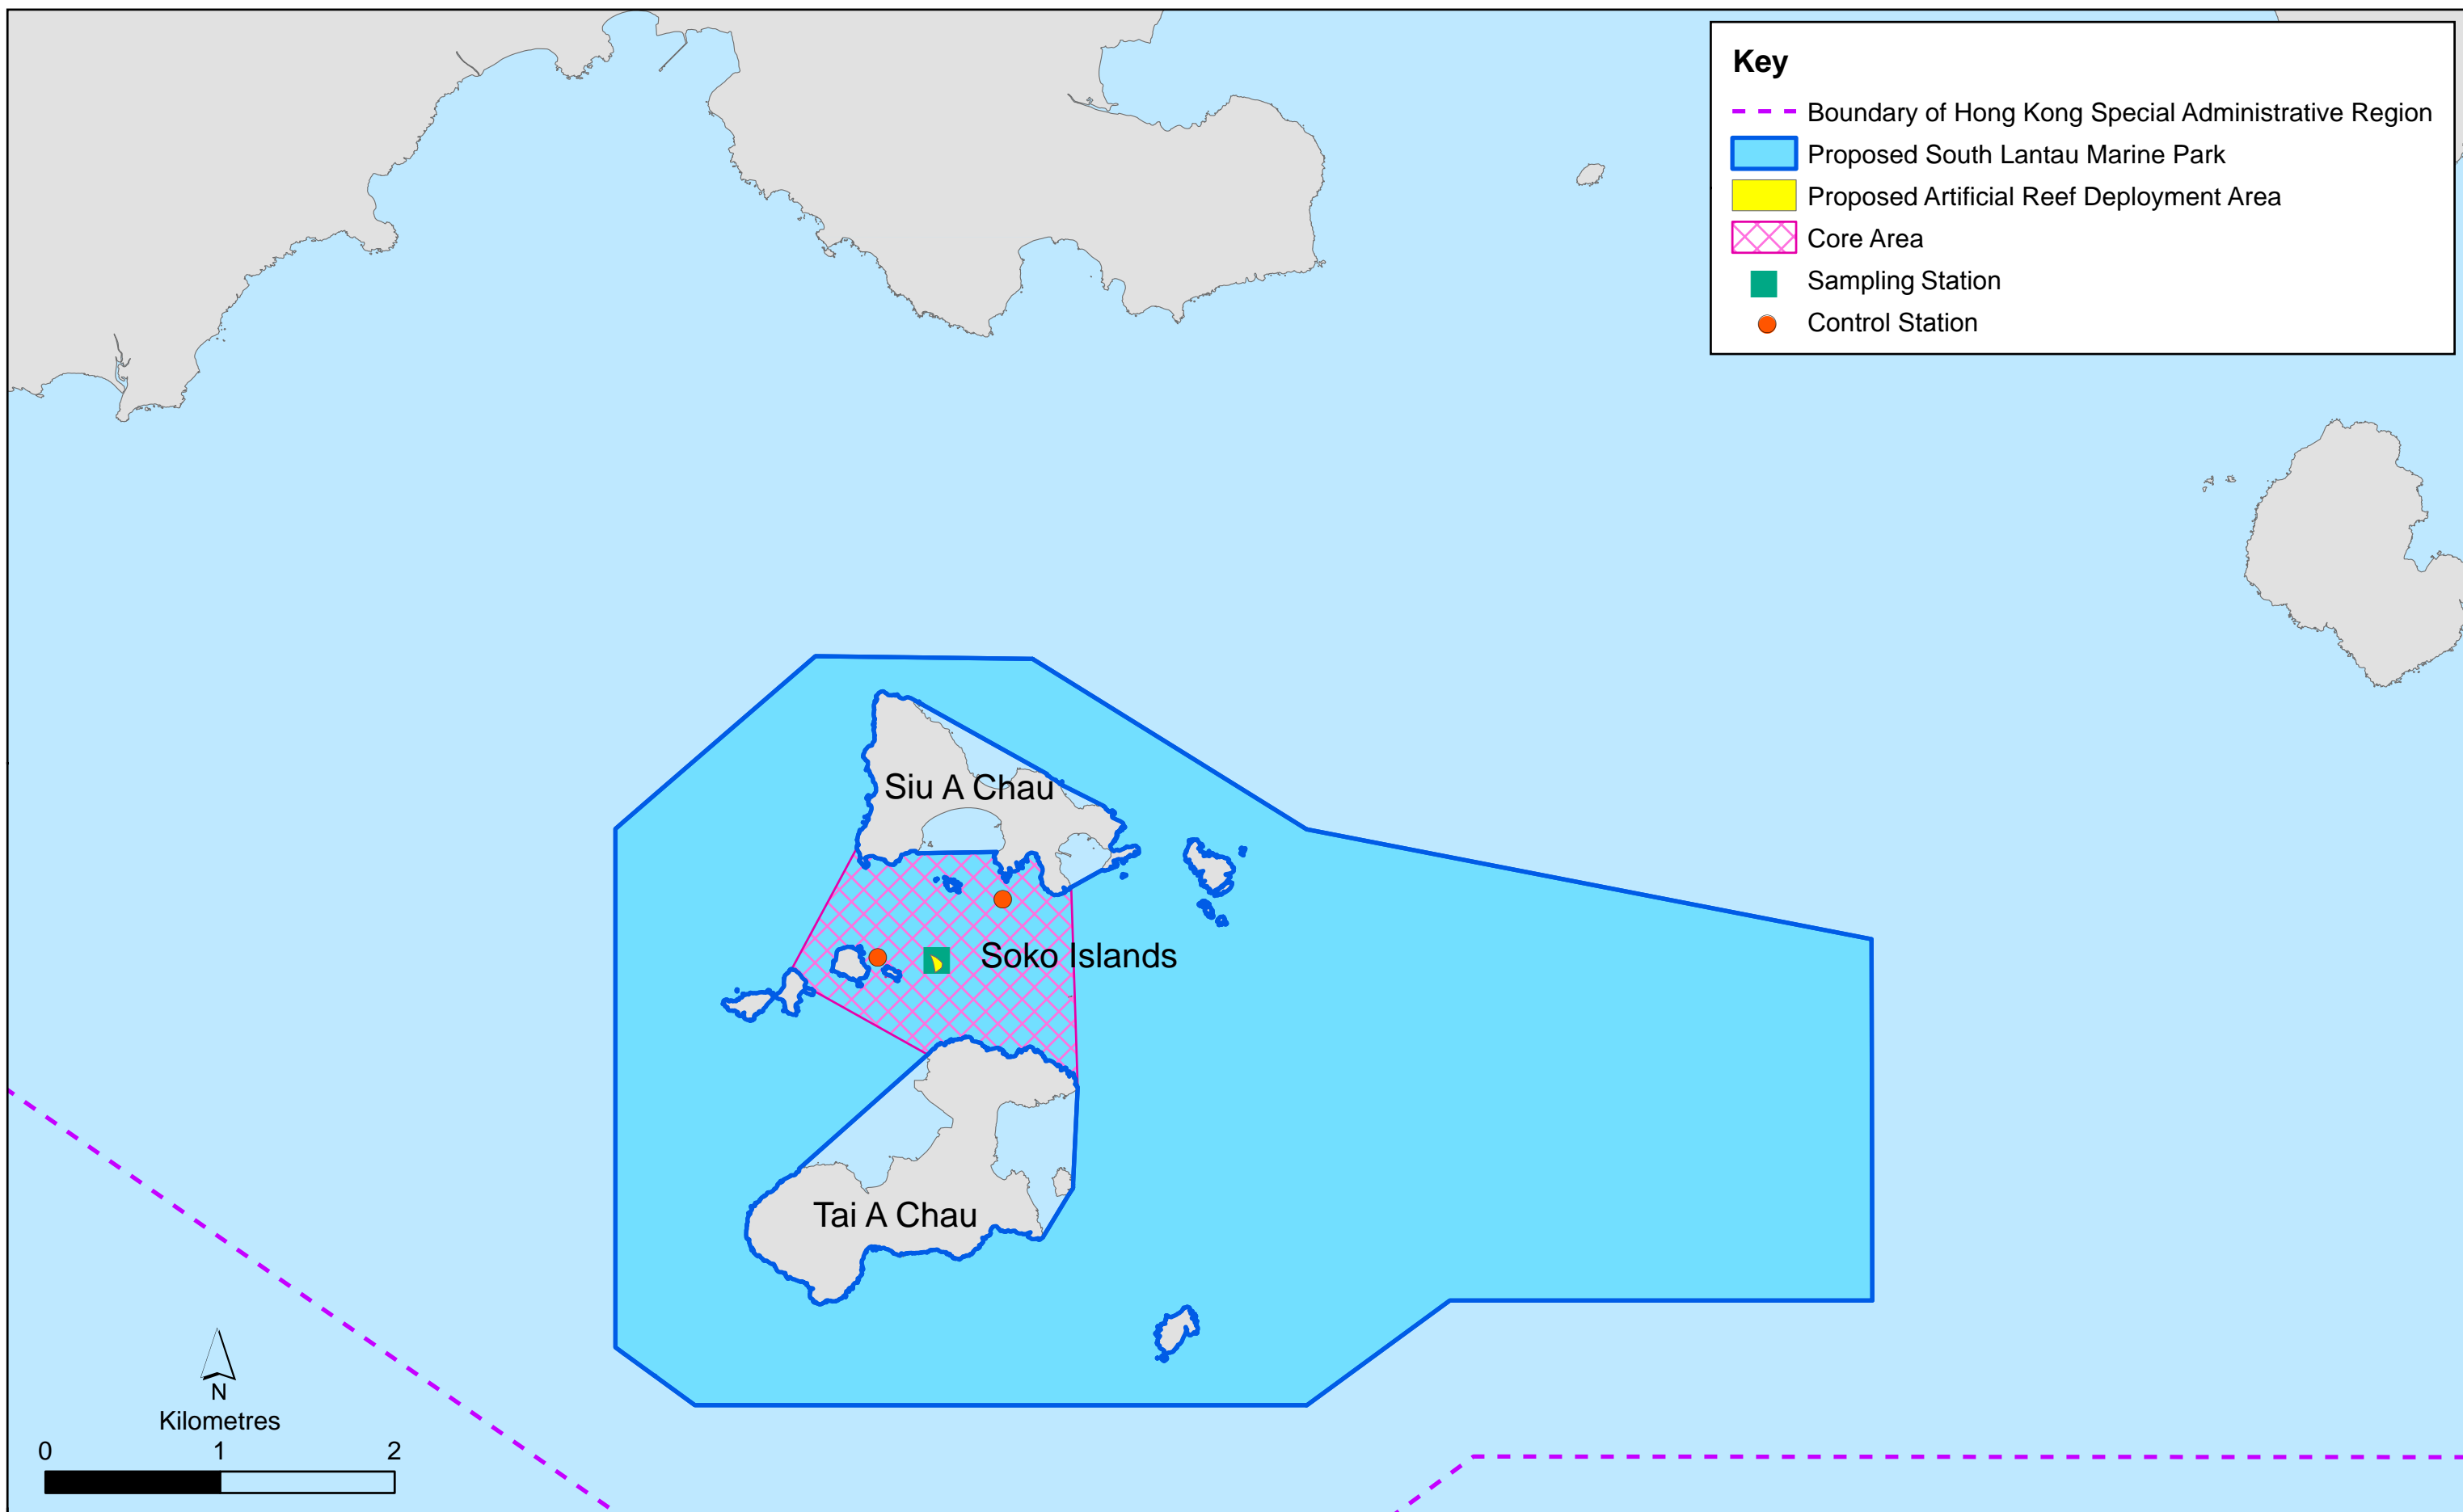 Key
Boundary of Hong Kong Special Administrative Region
Proposed South Lantau Marine Park
Proposed Artificial Reef Deployment Area
Core Area
Sampling Station
Control Station
Siu A Chau
Soko Islands
Tai A Chau
N
Kilometres
0 1 2